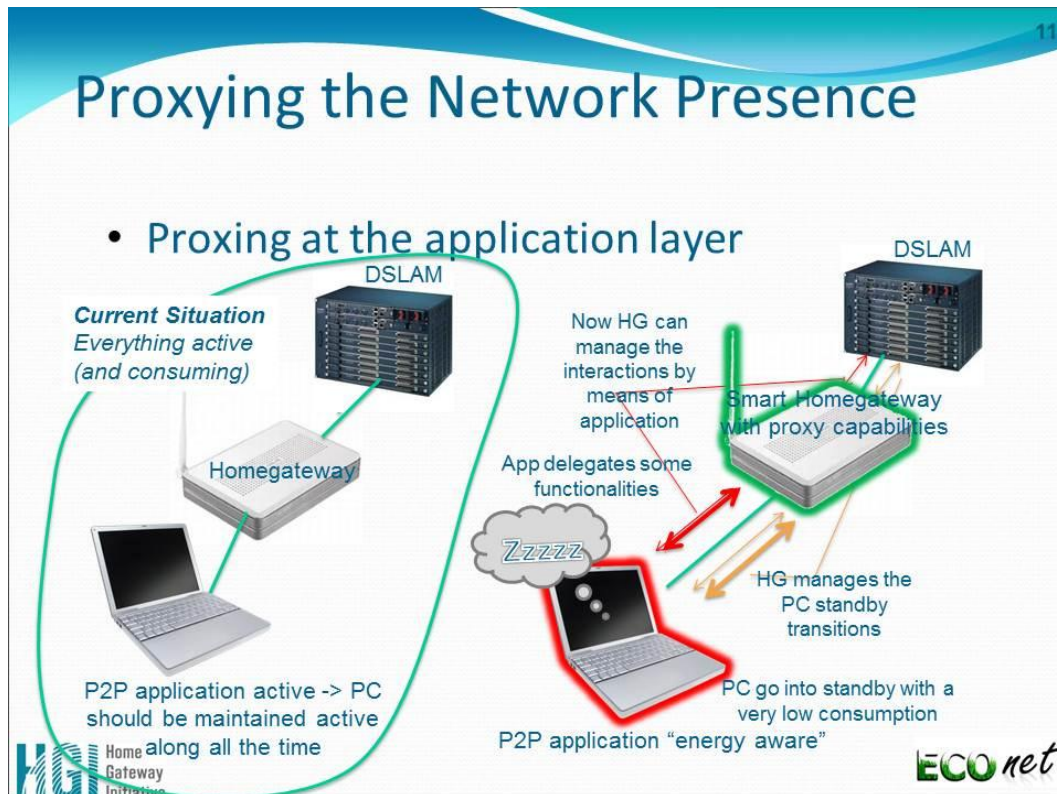 11
Proxying the Network Presence
• Proxing at the application layer
DSLAM
Current Situation
Everything active
(and consuming)
Homegateway
P2P application active -> PC
should be maintained active
along all the time
DSLAM
Now HG can
manage the
interactions by
means of
application
Smart Homegateway
with proxy capabilities
App delegates some
functionalities
Zzzzz
HG manages the
PC standby
transitions
PC go into standby with a
very low consumption
P2P application “energy aware”
HGI
Home
Gateway
Initiative
ECOnet